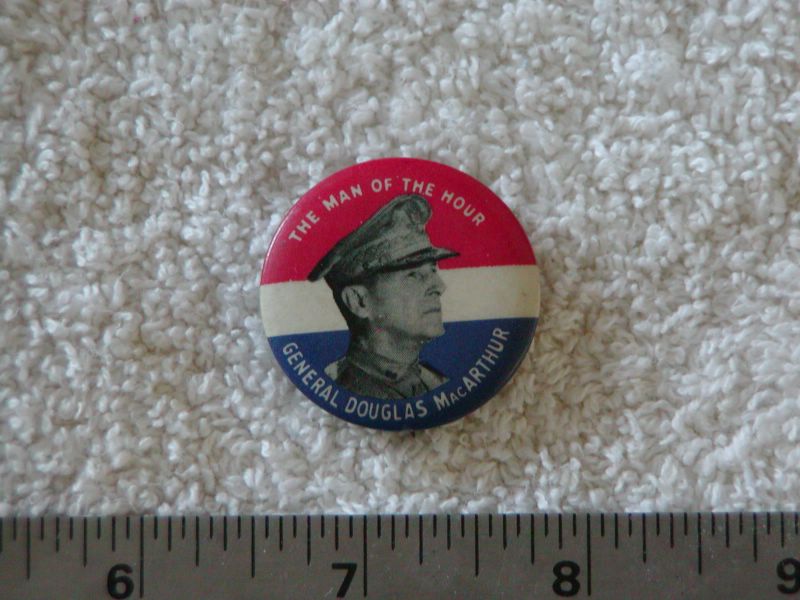 THE MAN OF THE HOUR
GENERAL DOUGLAS MacARTHUR
6 7 8 9